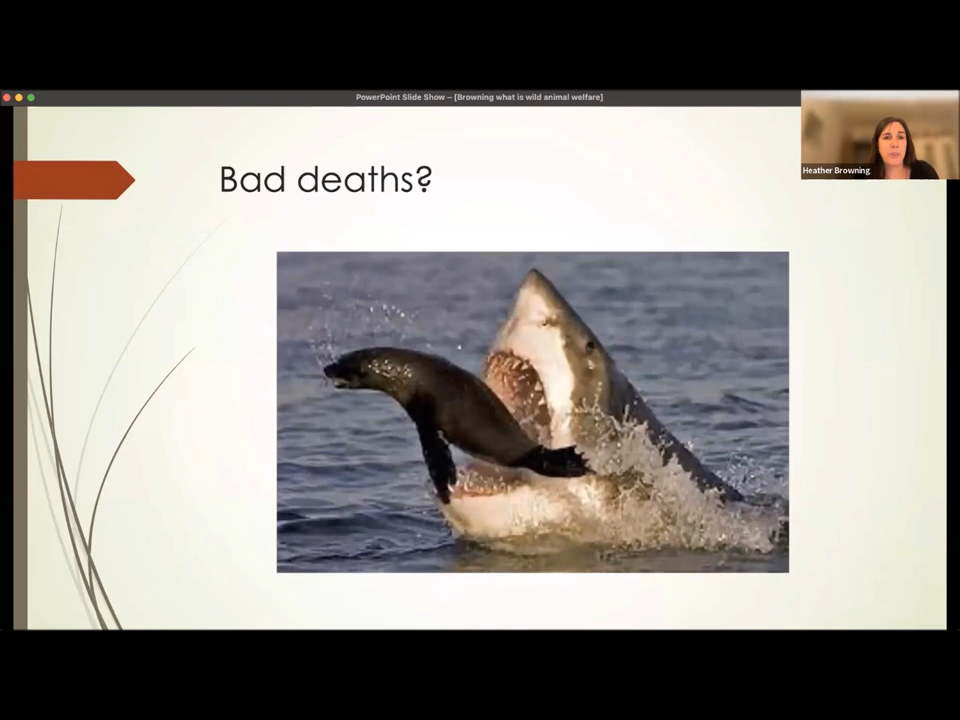 PowerPoint Slide Show – [Browning what is wild animal welfare]
Heather Browning
Bad deaths?